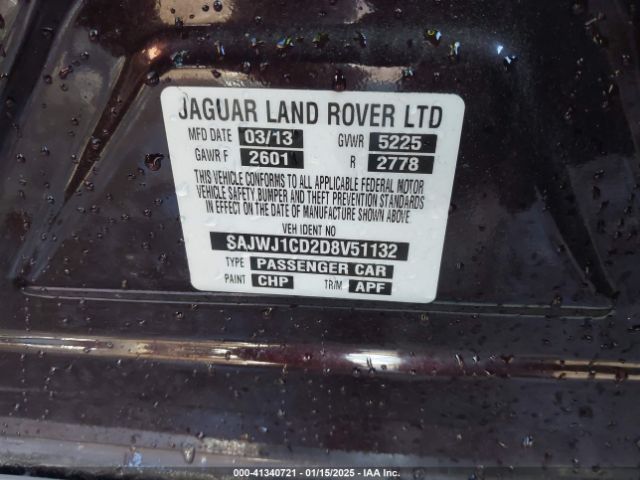 JAGUAR LAND ROVER LTD
MFD DATE 03/13 GVWR 5225
GAWR F 2601 R 2778
THIS VEHICLE CONFORMS TO ALL APPLICABLE FEDERAL MOTOR
VEHICLE SAFETY BUMPER AND THEFT PREVENTION STANDARDS
IN EFFECT ON THE DATE OF MANUFACTURE SHOWN ABOVE
VEH IDENT NO
SAJWJ1CD2D8V51132
TYPE PASSENGER CAR
PAINT CHP TR/M APF
000-41340721 - 01/15/2025 - IAA Inc.